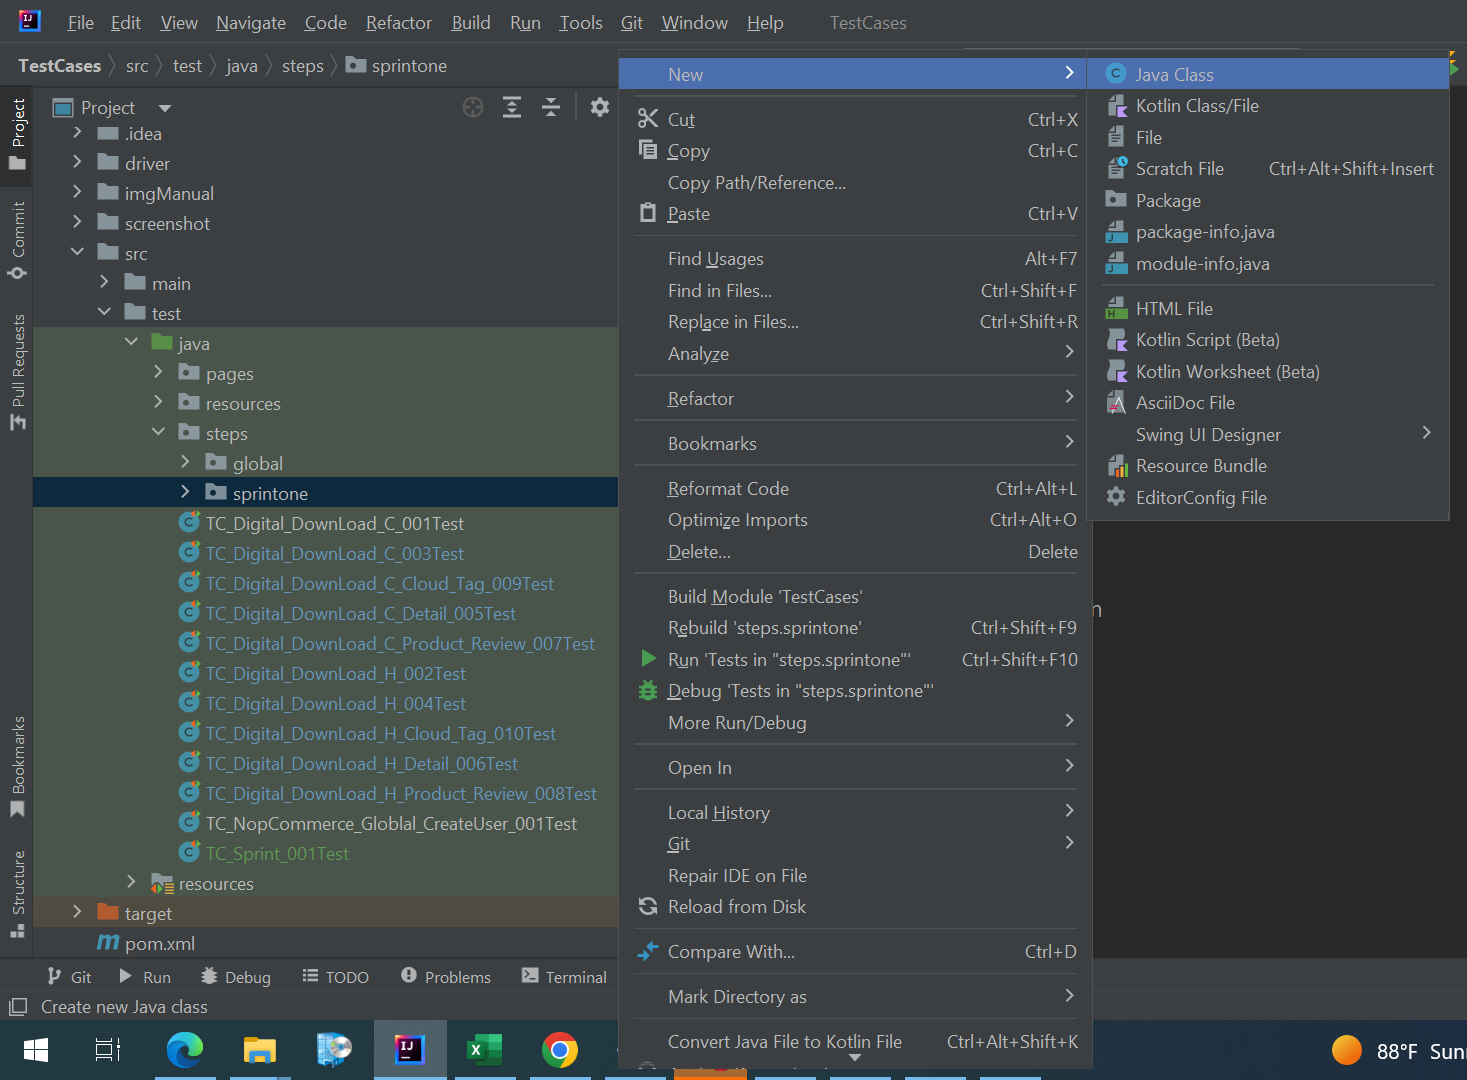 File Edit View Navigate Code Refactor Build Run Tools Git Window Help TestCases
TestCases src test java steps sprintone
Project
Commit
Pull Requests
Bookmarks
Structure
Project
.idea
driver
imgManual
screenshot
src
main
test
java
pages
resources
steps
global
sprintone
TC_Digital_DownLoad_C_001Test
TC_Digital_DownLoad_C_003Test
TC_Digital_DownLoad_C_Cloud_Tag_009Test
TC_Digital_DownLoad_C_Detail_005Test
TC_Digital_DownLoad_C_Product_Review_007Test
TC_Digital_DownLoad_H_002Test
TC_Digital_DownLoad_H_004Test
TC_Digital_DownLoad_H_Cloud_Tag_010Test
TC_Digital_DownLoad_H_Detail_006Test
TC_Digital_DownLoad_H_Product_Review_008Test
TC_NopCommerce_Globlal_CreateUser_001Test
TC_Sprint_001Test
resources
target
pom.xml
New
Cut Ctrl+X
Copy Ctrl+C
Copy Path/Reference...
Paste Ctrl+V
Find Usages Alt+F7
Find in Files... Ctrl+Shift+F
Replace in Files... Ctrl+Shift+R
Analyze
Refactor
Bookmarks
Reformat Code Ctrl+Alt+L
Optimize Imports Ctrl+Alt+O
Delete... Delete
Build Module 'TestCases'
Rebuild 'steps.sprintone' Ctrl+Shift+F9
Run 'Tests in "steps.sprintone"' Ctrl+Shift+F10
Debug 'Tests in "steps.sprintone"'
More Run/Debug
Open In
Local History
Git
Repair IDE on File
Reload from Disk
Compare With... Ctrl+D
Mark Directory as
Convert Java File to Kotlin File Ctrl+Alt+Shift+K
Java Class
Kotlin Class/File
File
Scratch File Ctrl+Alt+Shift+Insert
Package
package-info.java
module-info.java
HTML File
Kotlin Script (Beta)
Kotlin Worksheet (Beta)
AsciiDoc File
Swing UI Designer
Resource Bundle
EditorConfig File
n
Git Run Debug TODO Problems Terminal
Create new Java class
88°F Sunn